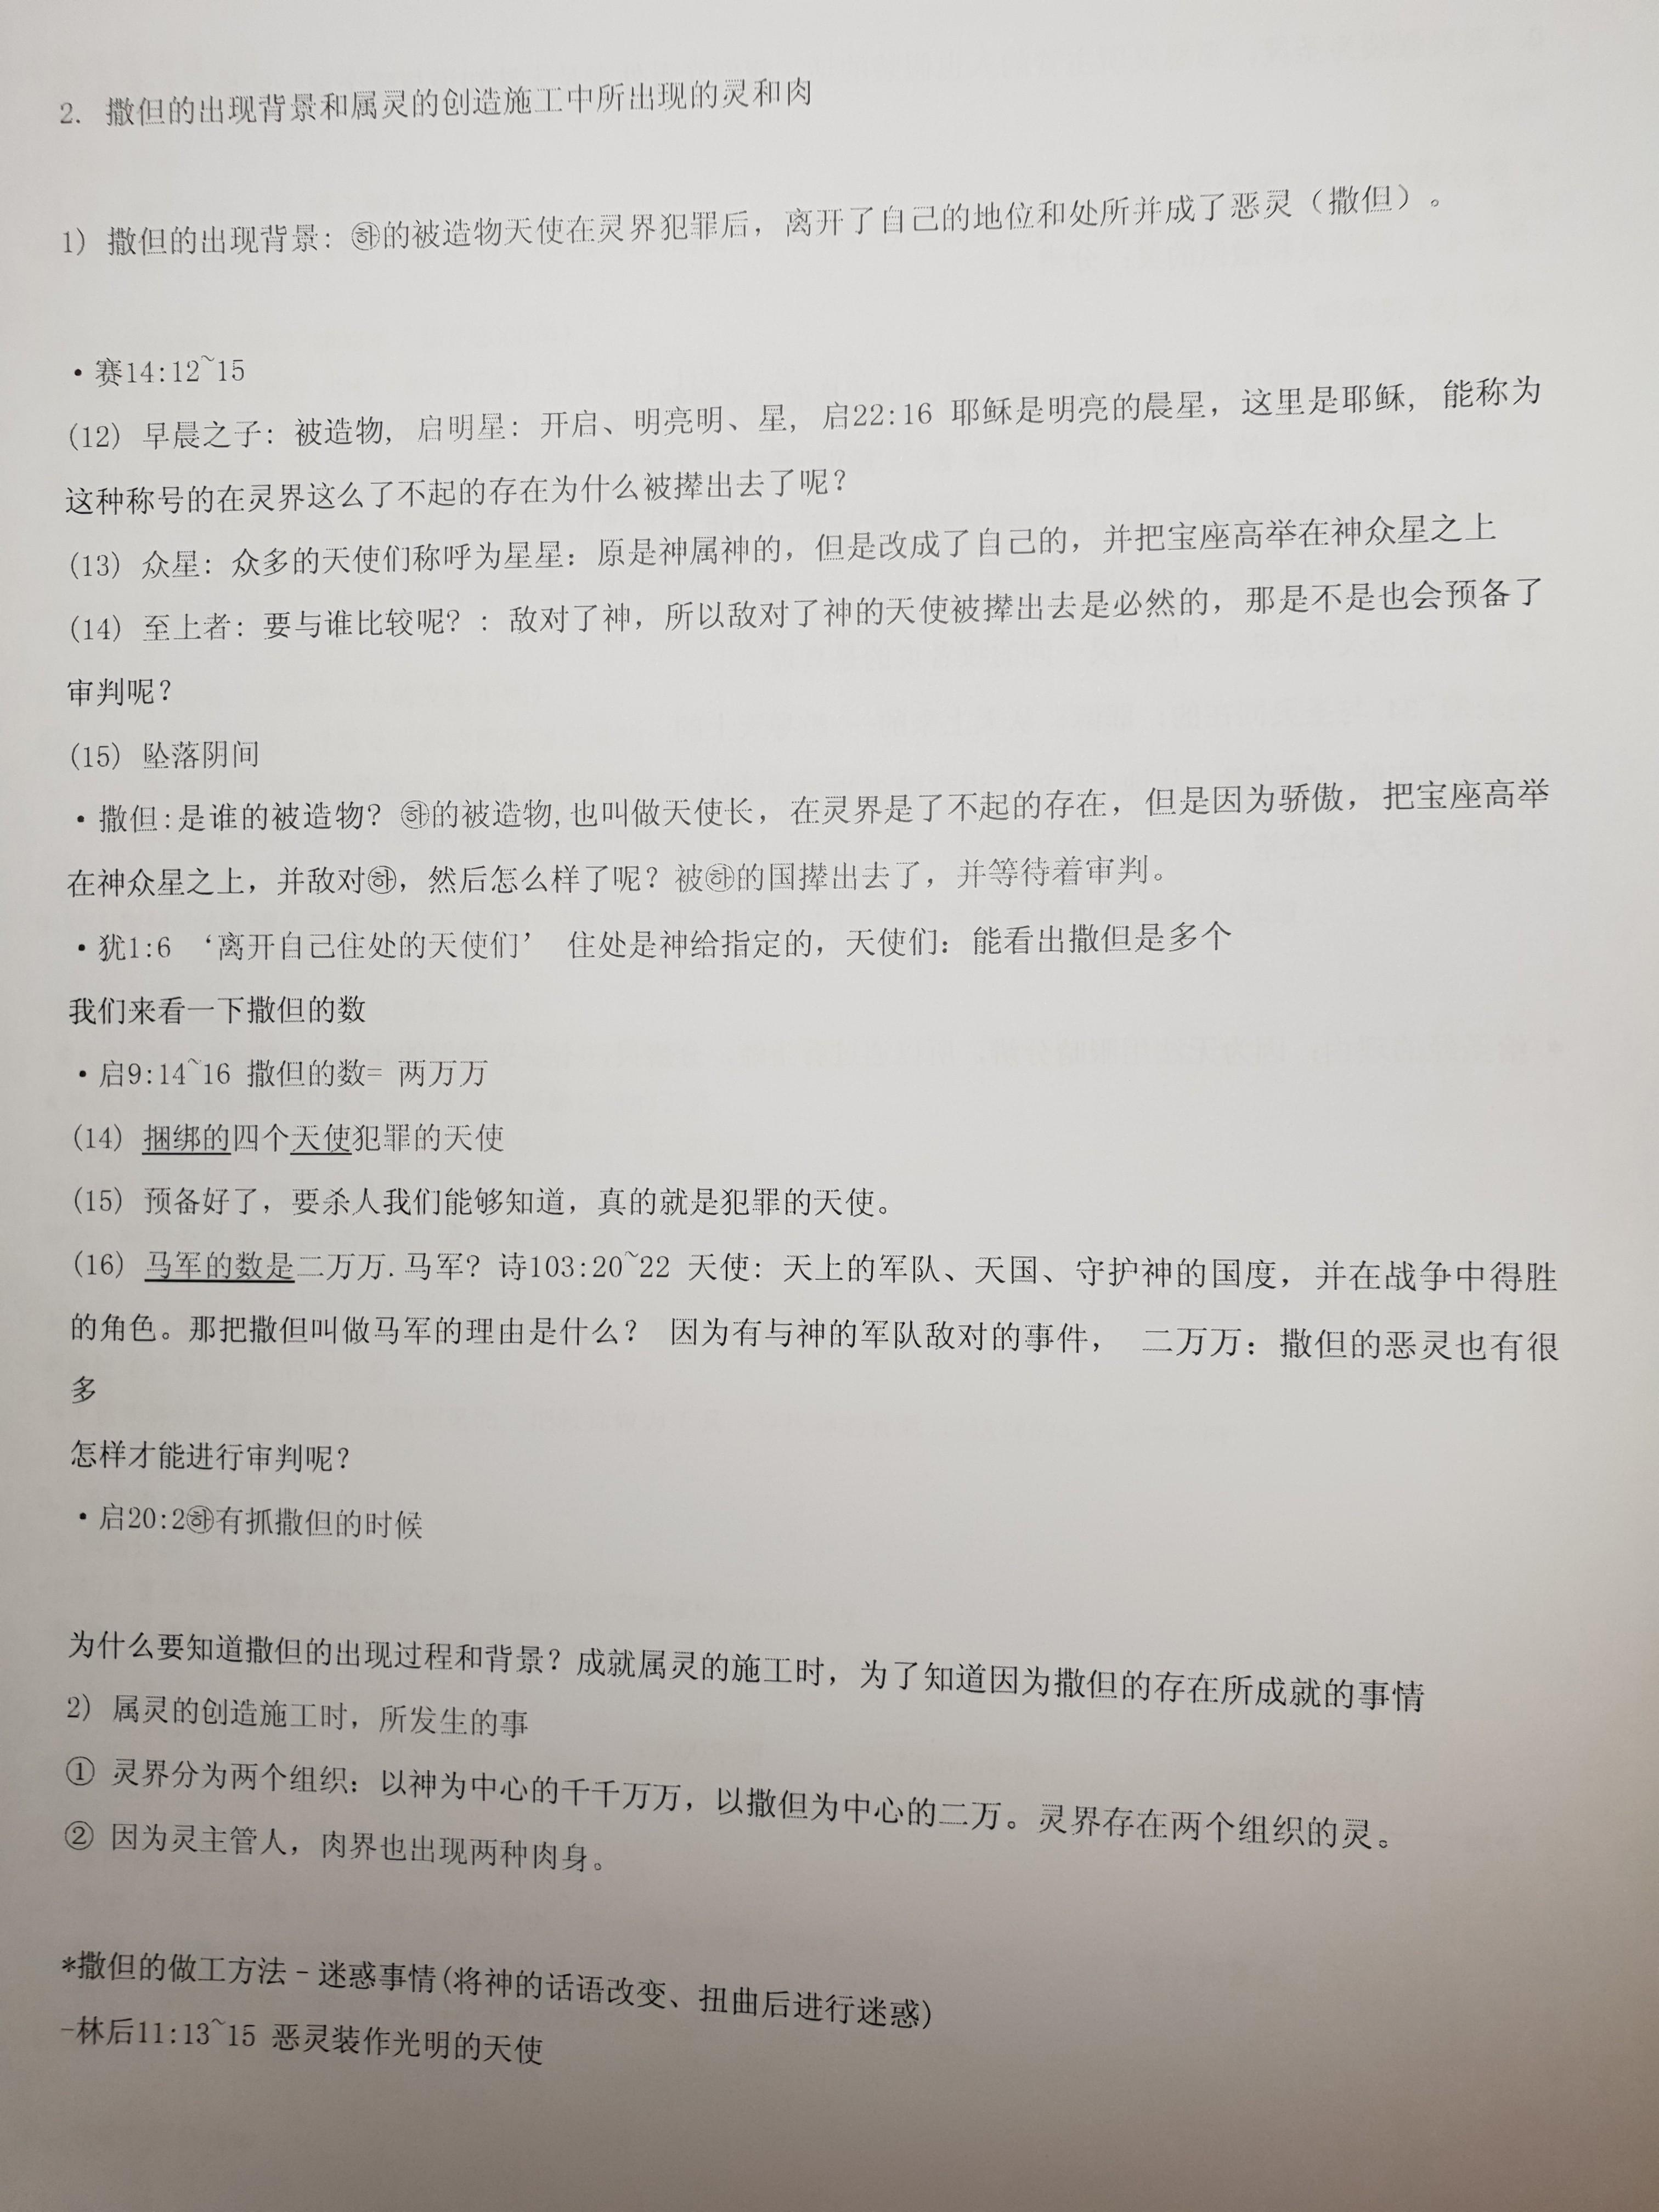 2. 撒但的出现背景和属灵的创造施工中所出现的灵和肉
1) 撒但的出现背景: ㉻的被造物天使在灵界犯罪后，离开了自己的地位和处所并成了恶灵（撒但）。
・赛14:12~15
(12) 早晨之子: 被造物, 启明星: 开启、明亮明、星, 启22:16 耶稣是明亮的晨星，这里是耶稣, 能称为
这种称号的在灵界这么了不起的存在为什么被撵出去了呢?
(13) 众星: 众多的天使们称呼为星星: 原是神属神的，但是改成了自己的，并把宝座高举在神众星之上
(14) 至上者: 要与谁比较呢? : 敌对了神，所以敌对了神的天使被撵出去是必然的，那是不是也会预备了
审判呢?
(15) 坠落阴间
・撒但:是谁的被造物? ㉻的被造物,也叫做天使长，在灵界是了不起的存在，但是因为骄傲，把宝座高举
在神众星之上，并敌对㉻，然后怎么样了呢? 被㉻的国撵出去了，并等待着审判。
・犹1:6 ‘离开自己住处的天使们’ 住处是神给指定的，天使们: 能看出撒但是多个
我们来看一下撒但的数
・启9:14~16 撒但的数= 两万万
(14) 捆绑的四个天使犯罪的天使
(15) 预备好了，要杀人我们能够知道，真的就是犯罪的天使。
(16) 马军的数是二万万.马军? 诗103:20~22 天使: 天上的军队、天国、守护神的国度，并在战争中得胜
的角色。那把撒但叫做马军的理由是什么? 因为有与神的军队敌对的事件, 二万万: 撒但的恶灵也有很
多
怎样才能进行审判呢?
・启20:2㉻有抓撒但的时候
为什么要知道撒但的出现过程和背景? 成就属灵的施工时，为了知道因为撒但的存在所成就的事情
2) 属灵的创造施工时，所发生的事
① 灵界分为两个组织: 以神为中心的千千万万，以撒但为中心的二万。灵界存在两个组织的灵。
② 因为灵主管人，肉界也出现两种肉身。
*撒但的做工方法－迷惑事情(将神的话语改变、扭曲后进行迷惑)
-林后11:13~15 恶灵装作光明的天使